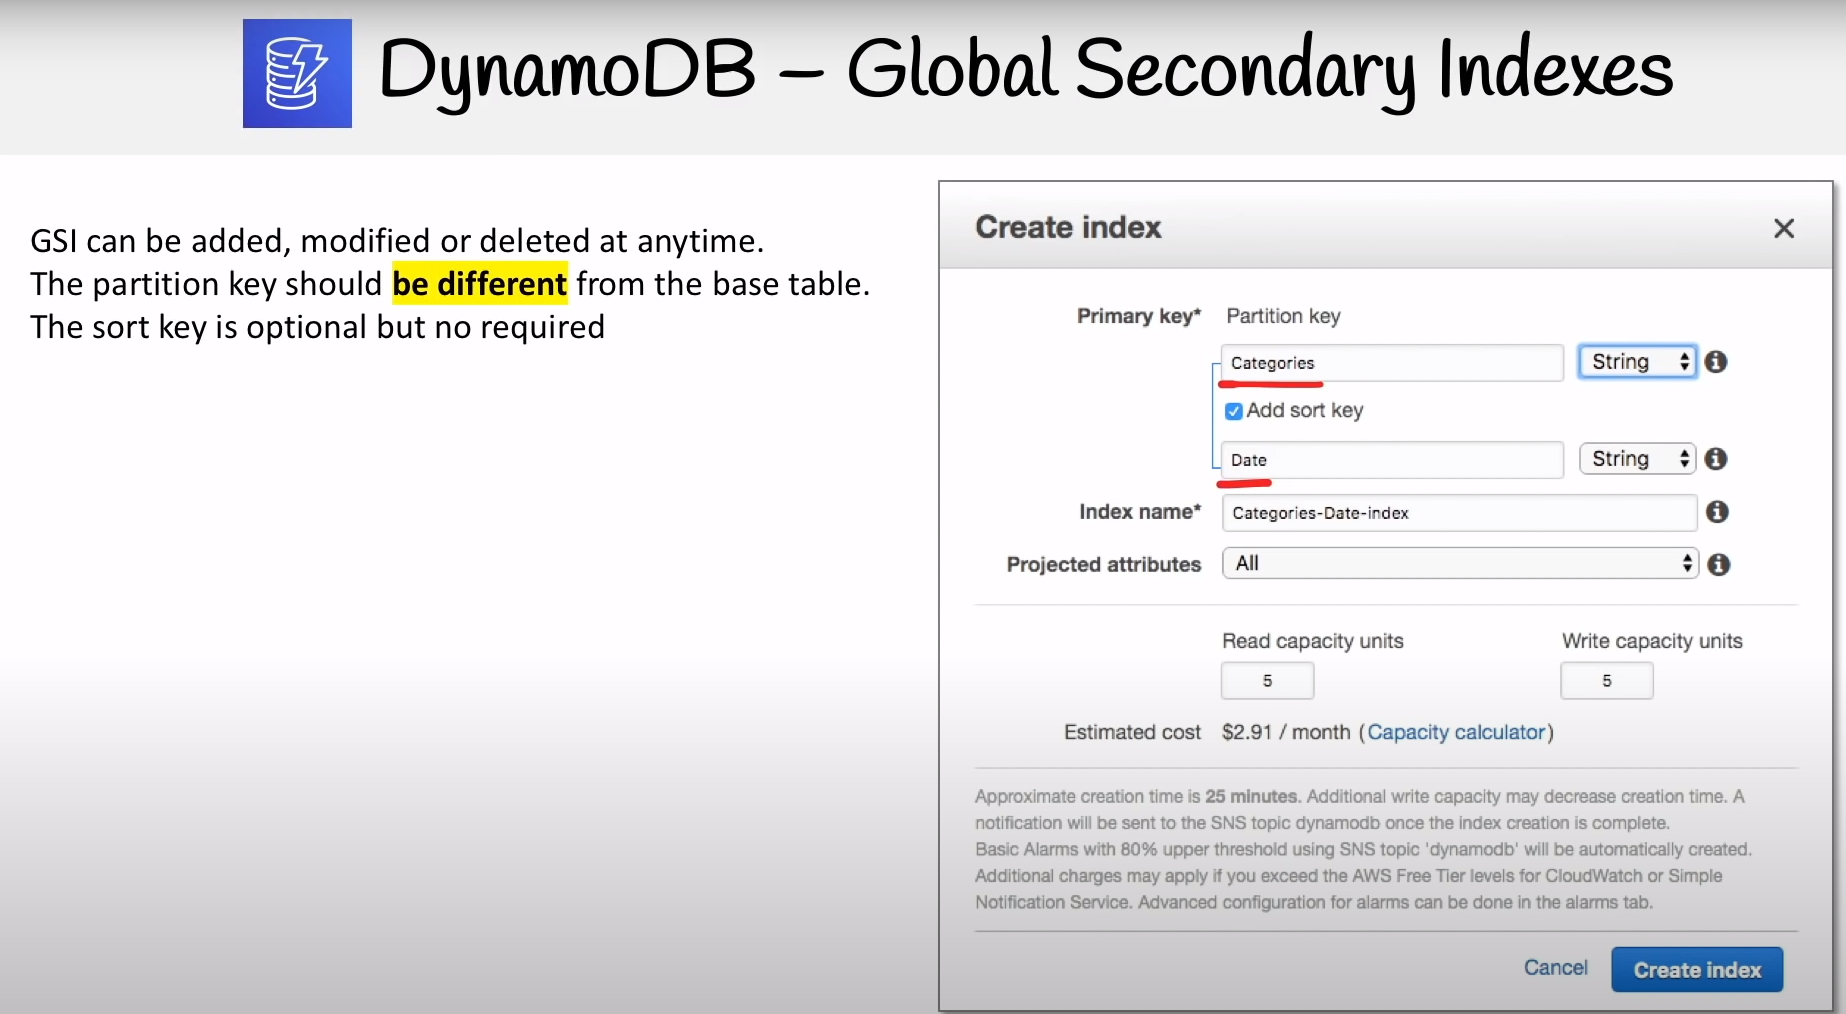 DynamoDB – Global Secondary Indexes
GSI can be added, modified or deleted at anytime.
The partition key should be different from the base table.
The sort key is optional but no required
Create index
Primary key* Partition key
Categories String
Add sort key
Date String
Index name* Categories-Date-index
Projected attributes All
Read capacity units Write capacity units
5 5
Estimated cost $2.91 / month (Capacity calculator)
Approximate creation time is 25 minutes. Additional write capacity may decrease creation time. A
notification will be sent to the SNS topic dynamodb once the index creation is complete.
Basic Alarms with 80% upper threshold using SNS topic 'dynamodb' will be automatically created.
Additional charges may apply if you exceed the AWS Free Tier levels for CloudWatch or Simple
Notification Service. Advanced configuration for alarms can be done in the alarms tab.
Cancel Create index